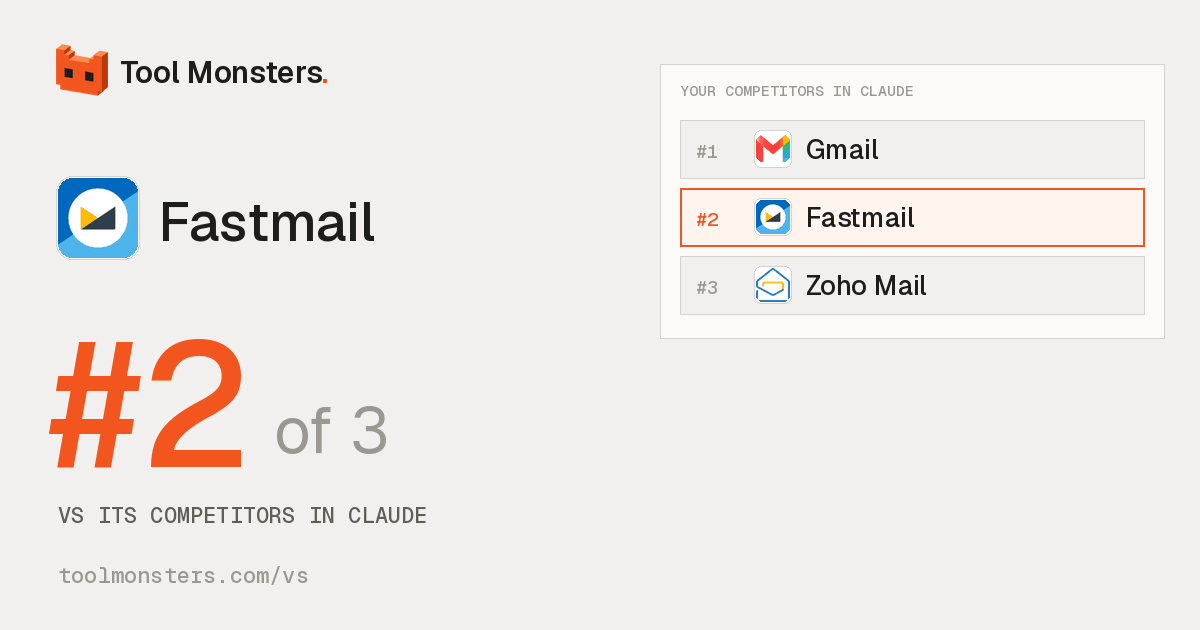 Tool Monsters.
Fastmail
#2 of 3
VS ITS COMPETITORS IN CLAUDE
toolmonsters.com/vs
YOUR COMPETITORS IN CLAUDE
#1 Gmail
#2 Fastmail
#3 Zoho Mail